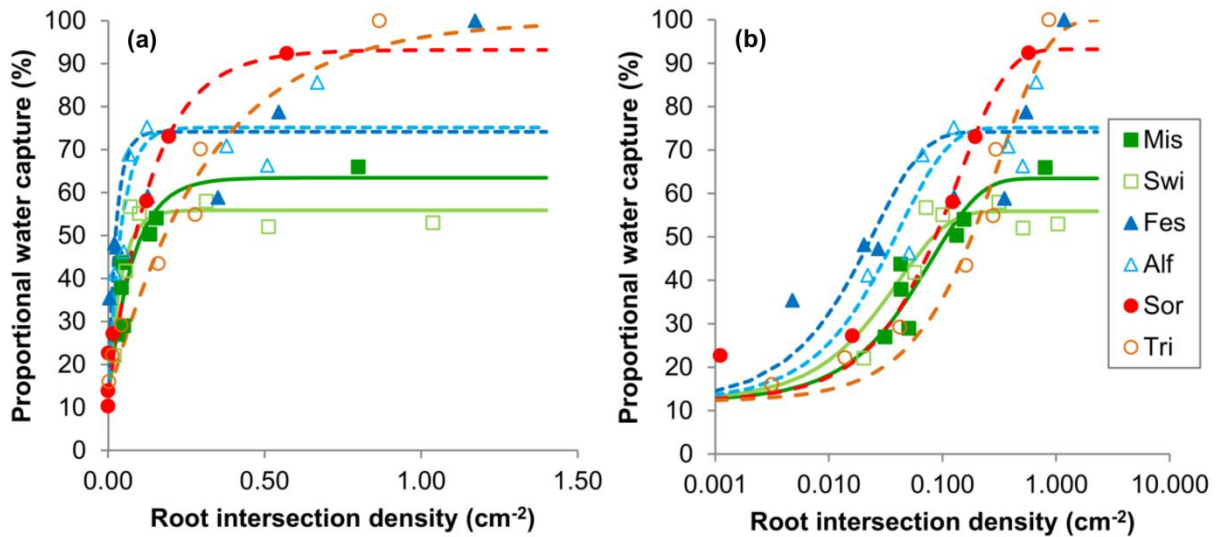 (a)
Proportional water capture (%)
100
90
80
70
60
50
40
30
20
10
0
0.00 0.50 1.00 1.50
Root intersection density (cm-2)
(b)
Proportional water capture (%)
100
90
80
70
60
50
40
30
20
10
0
0.001 0.010 0.100 1.000 10.000
Root intersection density (cm-2)
Mis
Swi
Fes
Alf
Sor
Tri